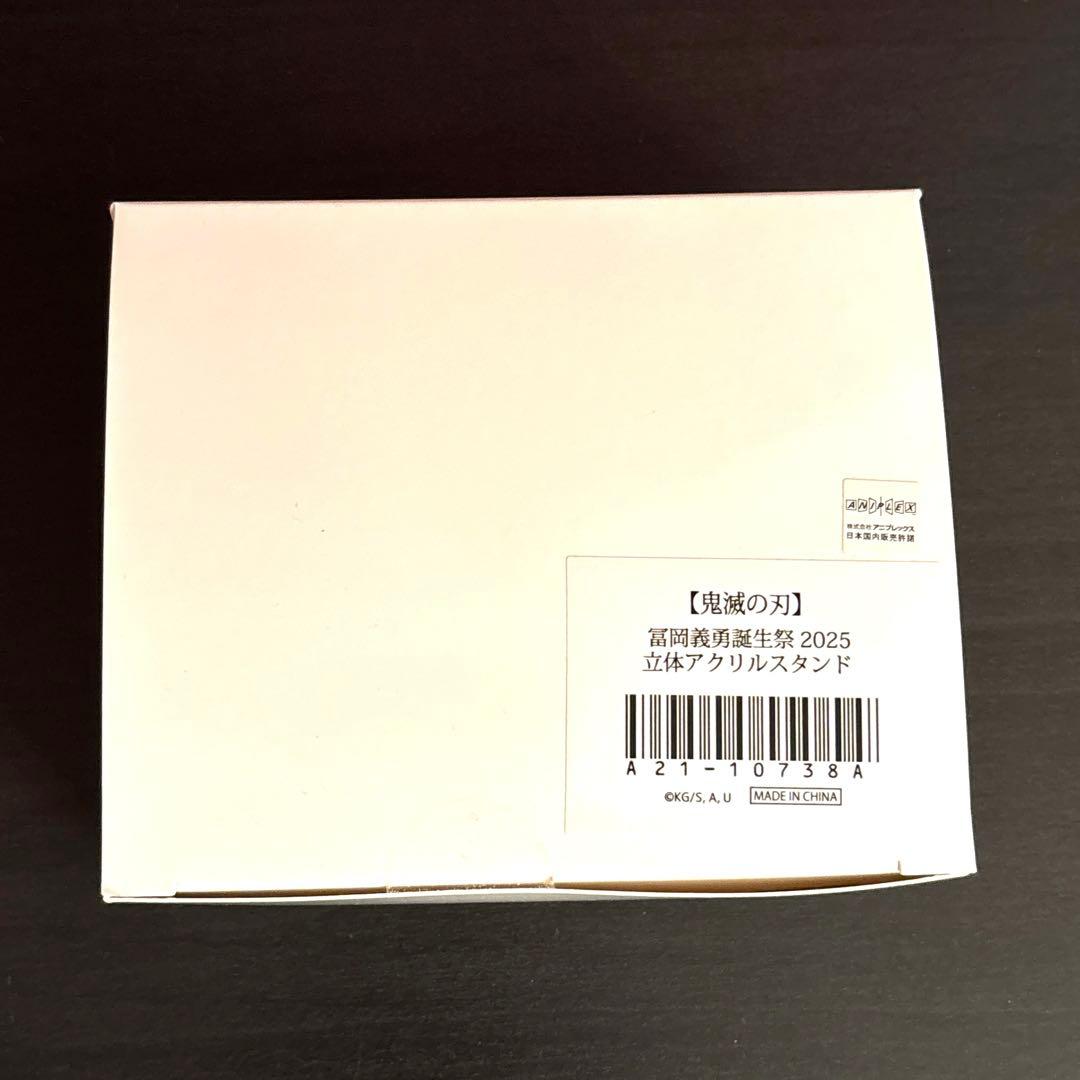 ANIPLEX
株式会社アニプレックス
日本国内販売許諾
【鬼滅の刃】
冨岡義勇誕生祭 2025
立体アクリルスタンド
A21-10738A
©KG/S, A, U MADE IN CHINA